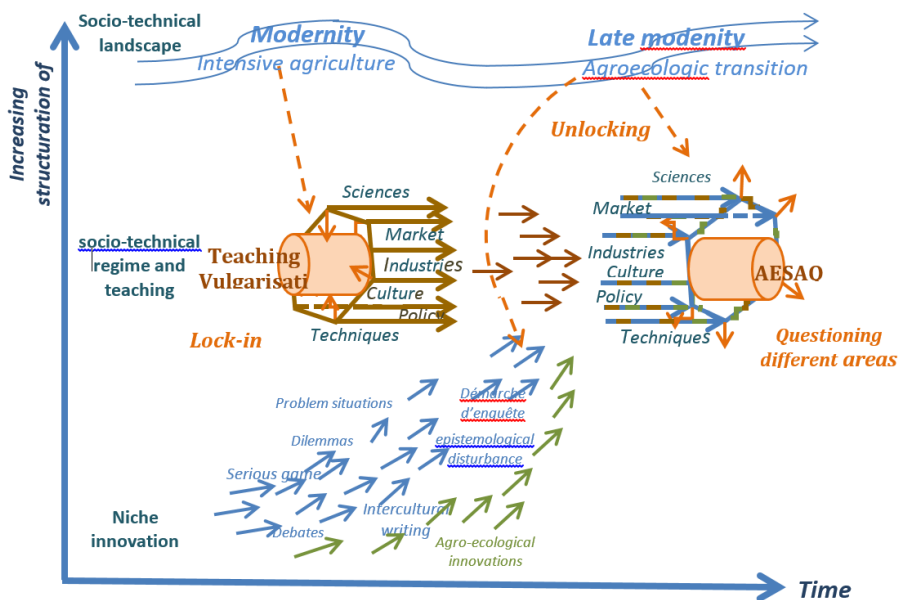 Socio-technical
landscape
Modernity
Intensive agriculture
Late modenity
Agroecologic transition
Increasing
structuration of
Unlocking
Sciences
Market
Industries
Culture
Policy
Techniques
Teaching
Vulgarisati
socio-technical
regime and
teaching
Lock-in
Sciences
Market
Industries
Culture
Policy
Techniques
AESAO
Questioning
different areas
Problem situations
Démarche
d'enquête
Dilemmas
epistemological
disturbance
Serious game
Intercultural
writing
Debates
Niche
innovation
Agro-ecological
innovations
Time